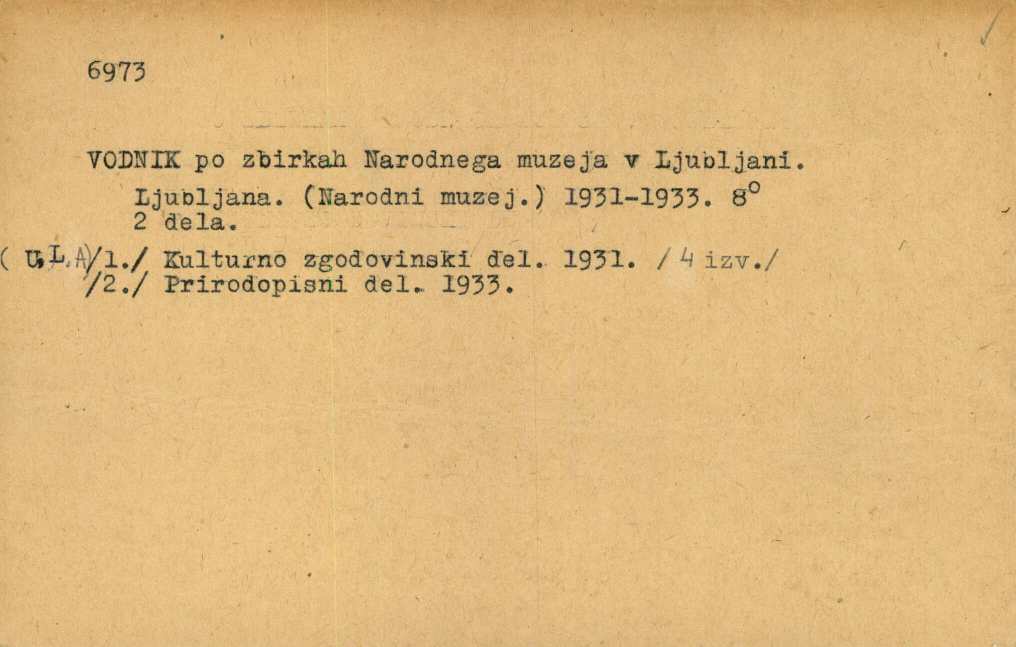 6973
VODNIK po zbirkah Narodnega muzeja v Ljubljani.
Ljubljana. (Narodni muzej.) 1931-1933. 8°
2 dela.
( U,L,A)/1./ Kulturno zgodovinski del. 1931. /4 izv./
/2./ Prirodopisni del. 1933.